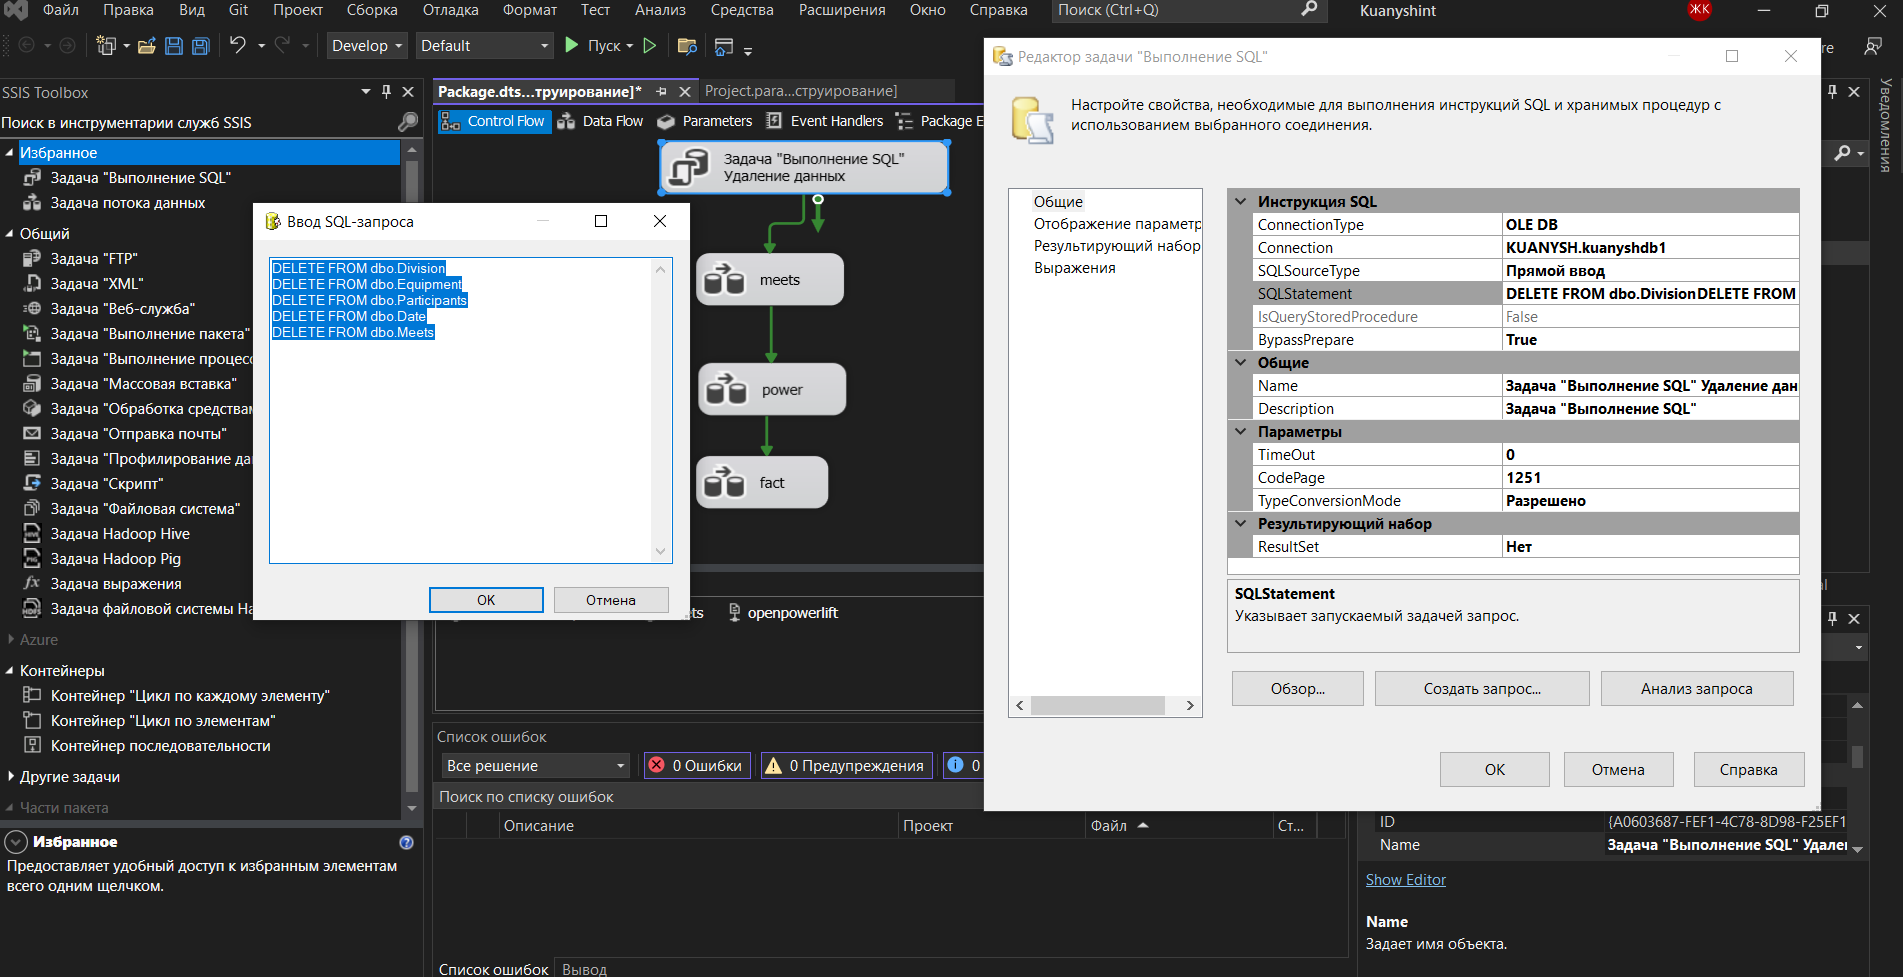 Файл Правка Вид Git Проект Сборка Отладка Формат Тест Анализ Средства Расширения Окно Справка Поиск (Ctrl+Q) Kuanyshint ЖК
Develop Default Пуск
SSIS Toolbox
Поиск в инструментарии служб SSIS
Избранное
Задача "Выполнение SQL"
Задача потока данных
Общий
Задача "FTP"
Задача "XML"
Задача "Веб-служба"
Задача "Выполнение пакета"
Задача "Выполнение процесс
Задача "Массовая вставка"
Задача "Обработка средствам
Задача "Отправка почты"
Задача "Профилирование да
Задача "Скрипт"
Задача "Файловая система"
Задача Hadoop Hive
Задача Hadoop Pig
Задача выражения
Задача файловой системы Ha
Azure
Контейнеры
Контейнер "Цикл по каждому элементу"
Контейнер "Цикл по элементам"
Контейнер последовательности
Другие задачи
Части пакета
Избранное
Предоставляет удобный доступ к избранным элементам
всего одним щелчком.
Package.dts...труирование]* Project.para...струирование]
Control Flow Data Flow Parameters Event Handlers Package E
Задача "Выполнение SQL"
Удаление данных
meets
power
fact
Ввод SQL-запроса
DELETE FROM dbo.Division
DELETE FROM dbo.Equipment
DELETE FROM dbo.Participants
DELETE FROM dbo.Date
DELETE FROM dbo.Meets
OK Отмена
ts openpowerlift
Список ошибок
Все решение 0 Ошибки 0 Предупреждения 0
Поиск по списку ошибок
Описание Проект Файл Ст...
Список ошибок Вывод
Редактор задачи "Выполнение SQL"
Настройте свойства, необходимые для выполнения инструкций SQL и хранимых процедур с
использованием выбранного соединения.
Общие
Отображение параметр
Результирующий набор
Выражения
Инструкция SQL
ConnectionType OLE DB
Connection KUANYSH.kuanyshdb1
SQLSourceType Прямой ввод
SQLStatement DELETE FROM dbo.DivisionDELETE FROM
IsQueryStoredProcedure False
BypassPrepare True
Общие
Name Задача "Выполнение SQL" Удаление дан
Description Задача "Выполнение SQL"
Параметры
TimeOut 0
CodePage 1251
TypeConversionMode Разрешено
Результирующий набор
ResultSet Нет
SQLStatement
Указывает запускаемый задачей запрос.
Обзор... Создать запрос... Анализ запроса
OK Отмена Справка
re
Уведомления
al
ID {A0603687-FEF1-4C78-8D98-F25EF1
Name Задача "Выполнение SQL" Удале
Show Editor
Name
Задает имя объекта.